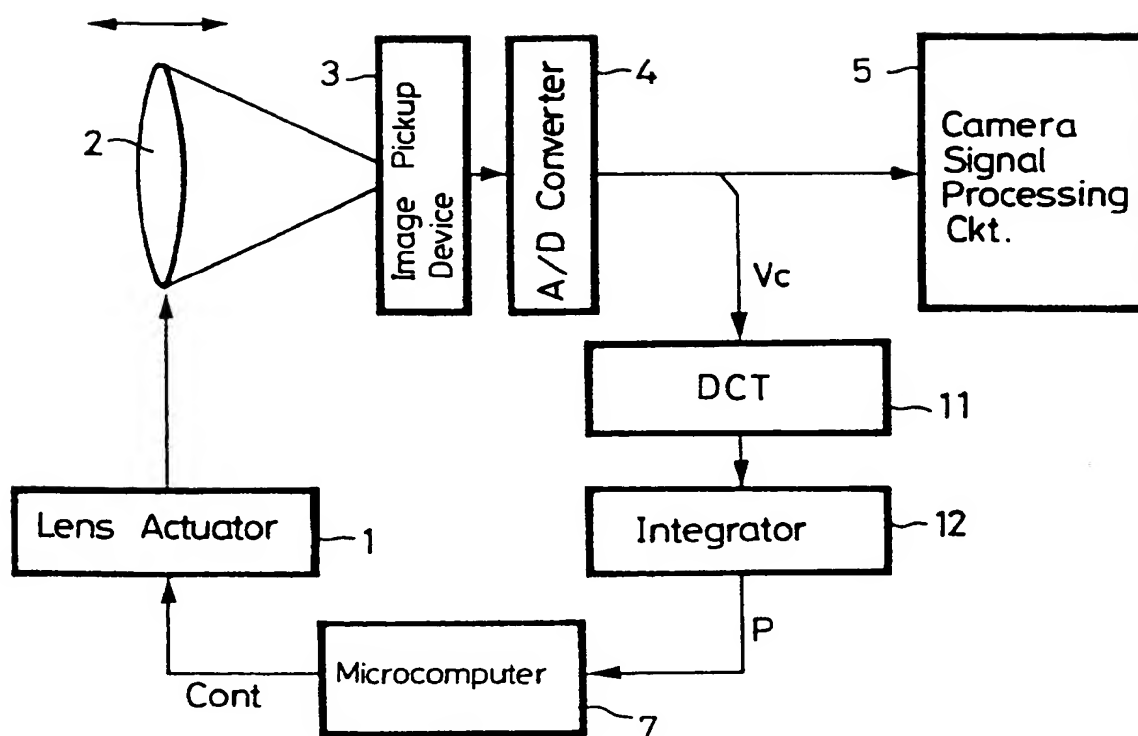 3
4
5
2
Image Pickup
Device
A/D Converter
Camera
Signal
Processing
Ckt.
Vc
DCT
11
Lens Actuator
1
Integrator
12
P
Microcomputer
Cont
7